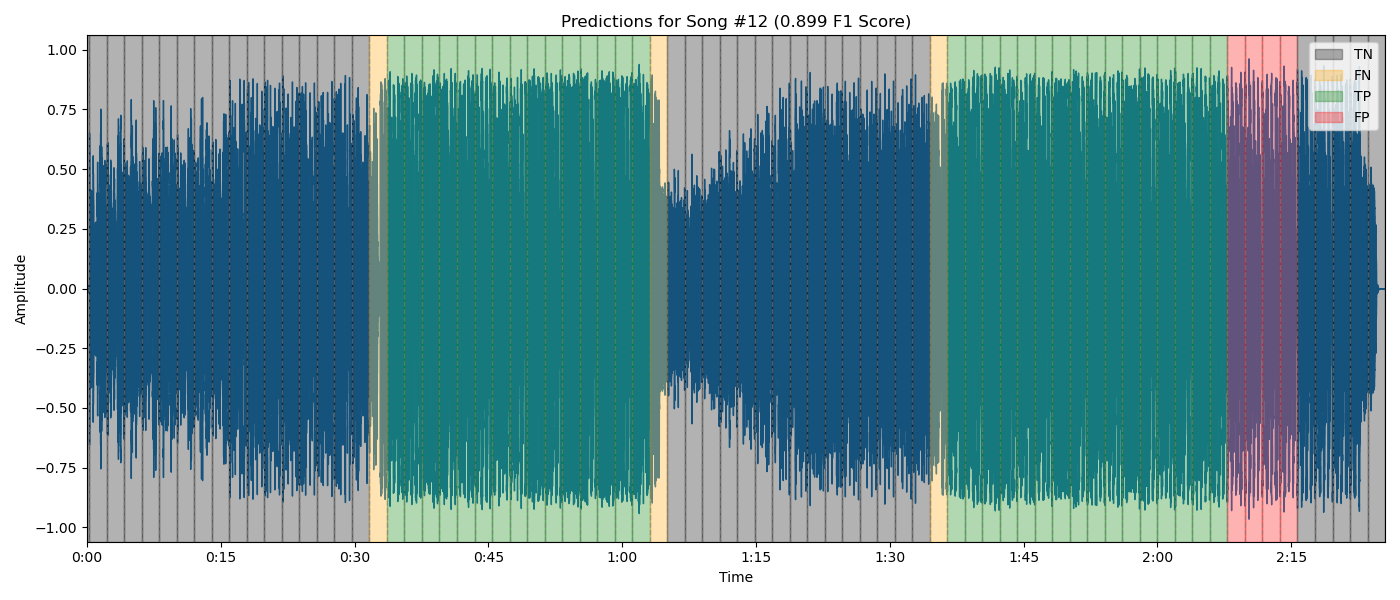 Predictions for Song #12 (0.899 F1 Score)
1.00
0.75
0.50
0.25
0.00
−0.25
−0.50
−0.75
−1.00
Amplitude
TN
FN
TP
FP
0:00 0:15 0:30 0:45 1:00 1:15 1:30 1:45 2:00 2:15
Time